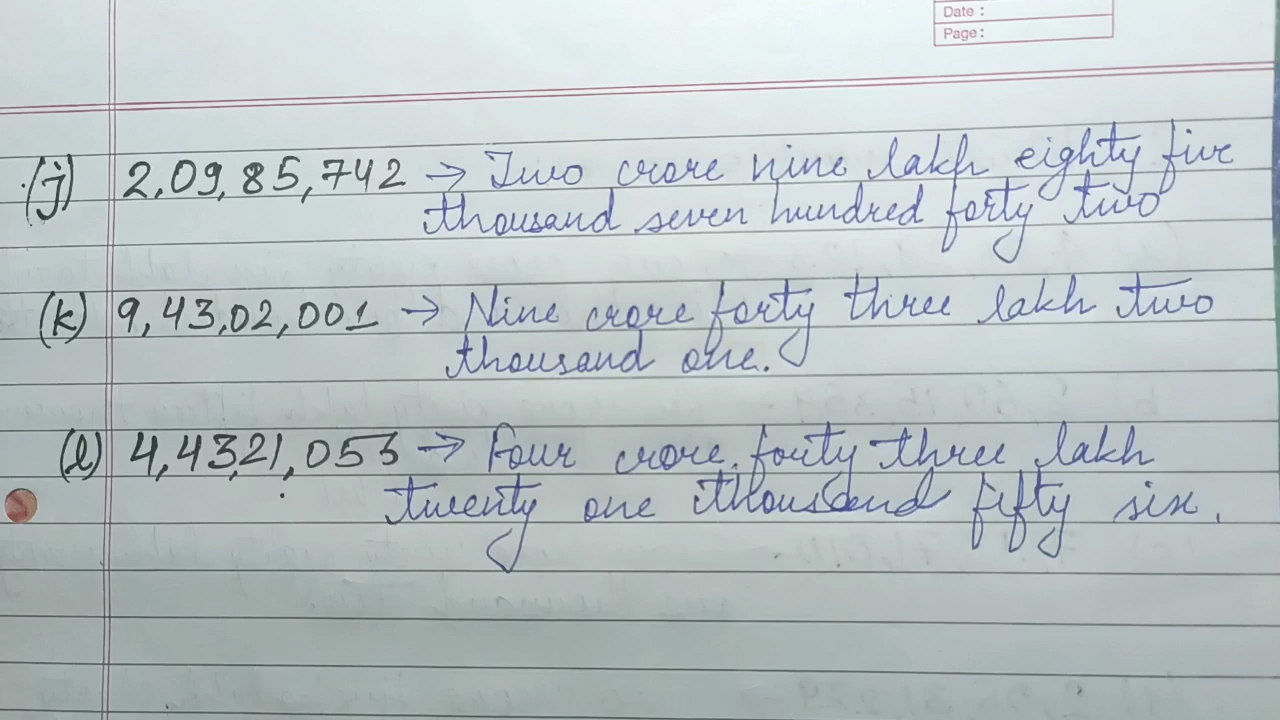 Date :
Page :
(j) 2,09,85,742 → Two crore nine lakh eighty five
thousand seven hundred forty two
(k) 9,43,02,001 → Nine crore forty three lakh two
thousand one.
(l) 4,43,21,053 → Four crore forty three lakh
twenty one thousand fifty six.